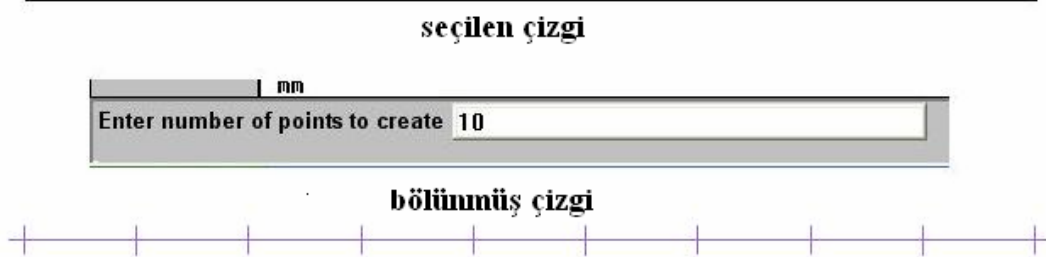 seçilen çizgi
mm
Enter number of points to create 10
bölünmüş çizgi